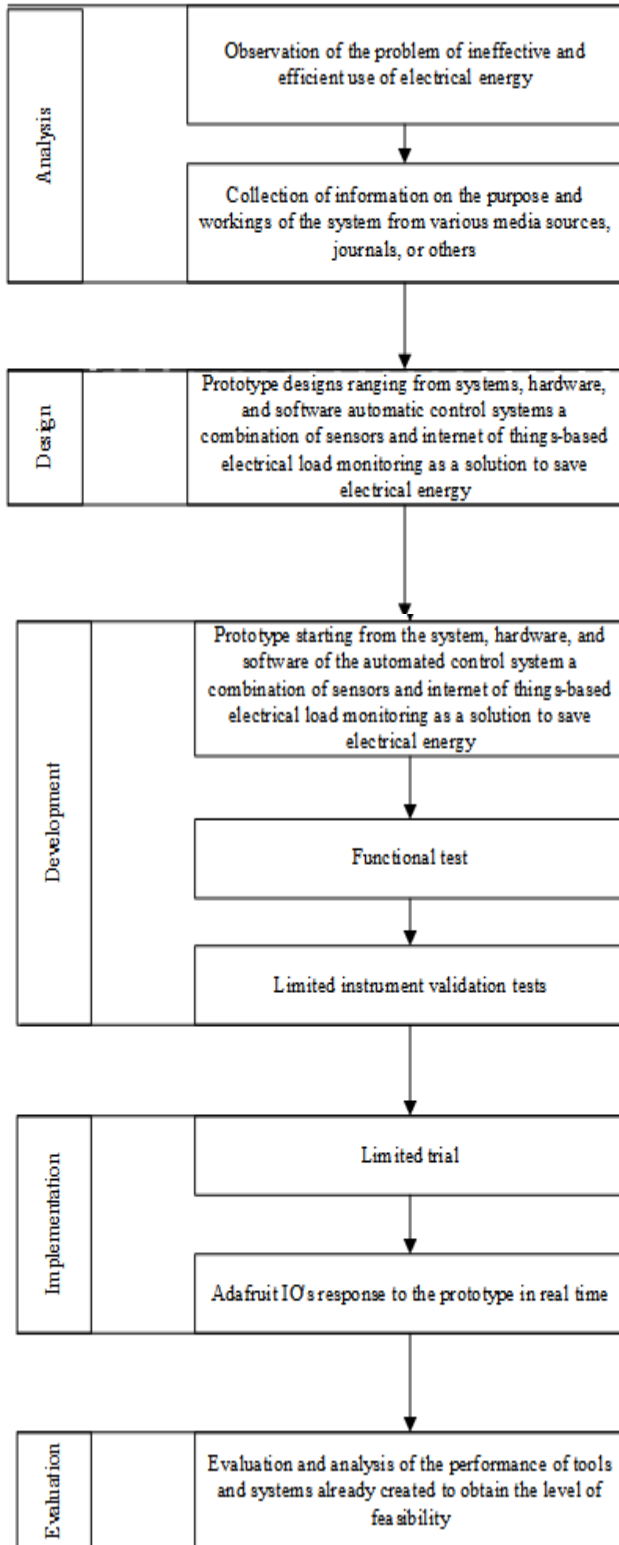 Analysis
Observation of the problem of ineffective and
efficient use of electrical energy
Collection of information on the purpose and
workings of the system from various media sources,
journals, or others
Design
Prototype designs ranging from systems, hardware,
and software automatic control systems a
combination of sensors and internet of things-based
electrical load monitoring as a solution to save
electrical energy
Development
Prototype starting from the system, hardware, and
software of the automated control system a
combination of sensors and internet of things-based
electrical load monitoring as a solution to save
electrical energy
Functional test
Limited instrument validation tests
Implementation
Limited trial
Adafruit IO's response to the prototype in real time
Evaluation
Evaluation and analysis of the performance of tools
and systems already created to obtain the level of
feasibility